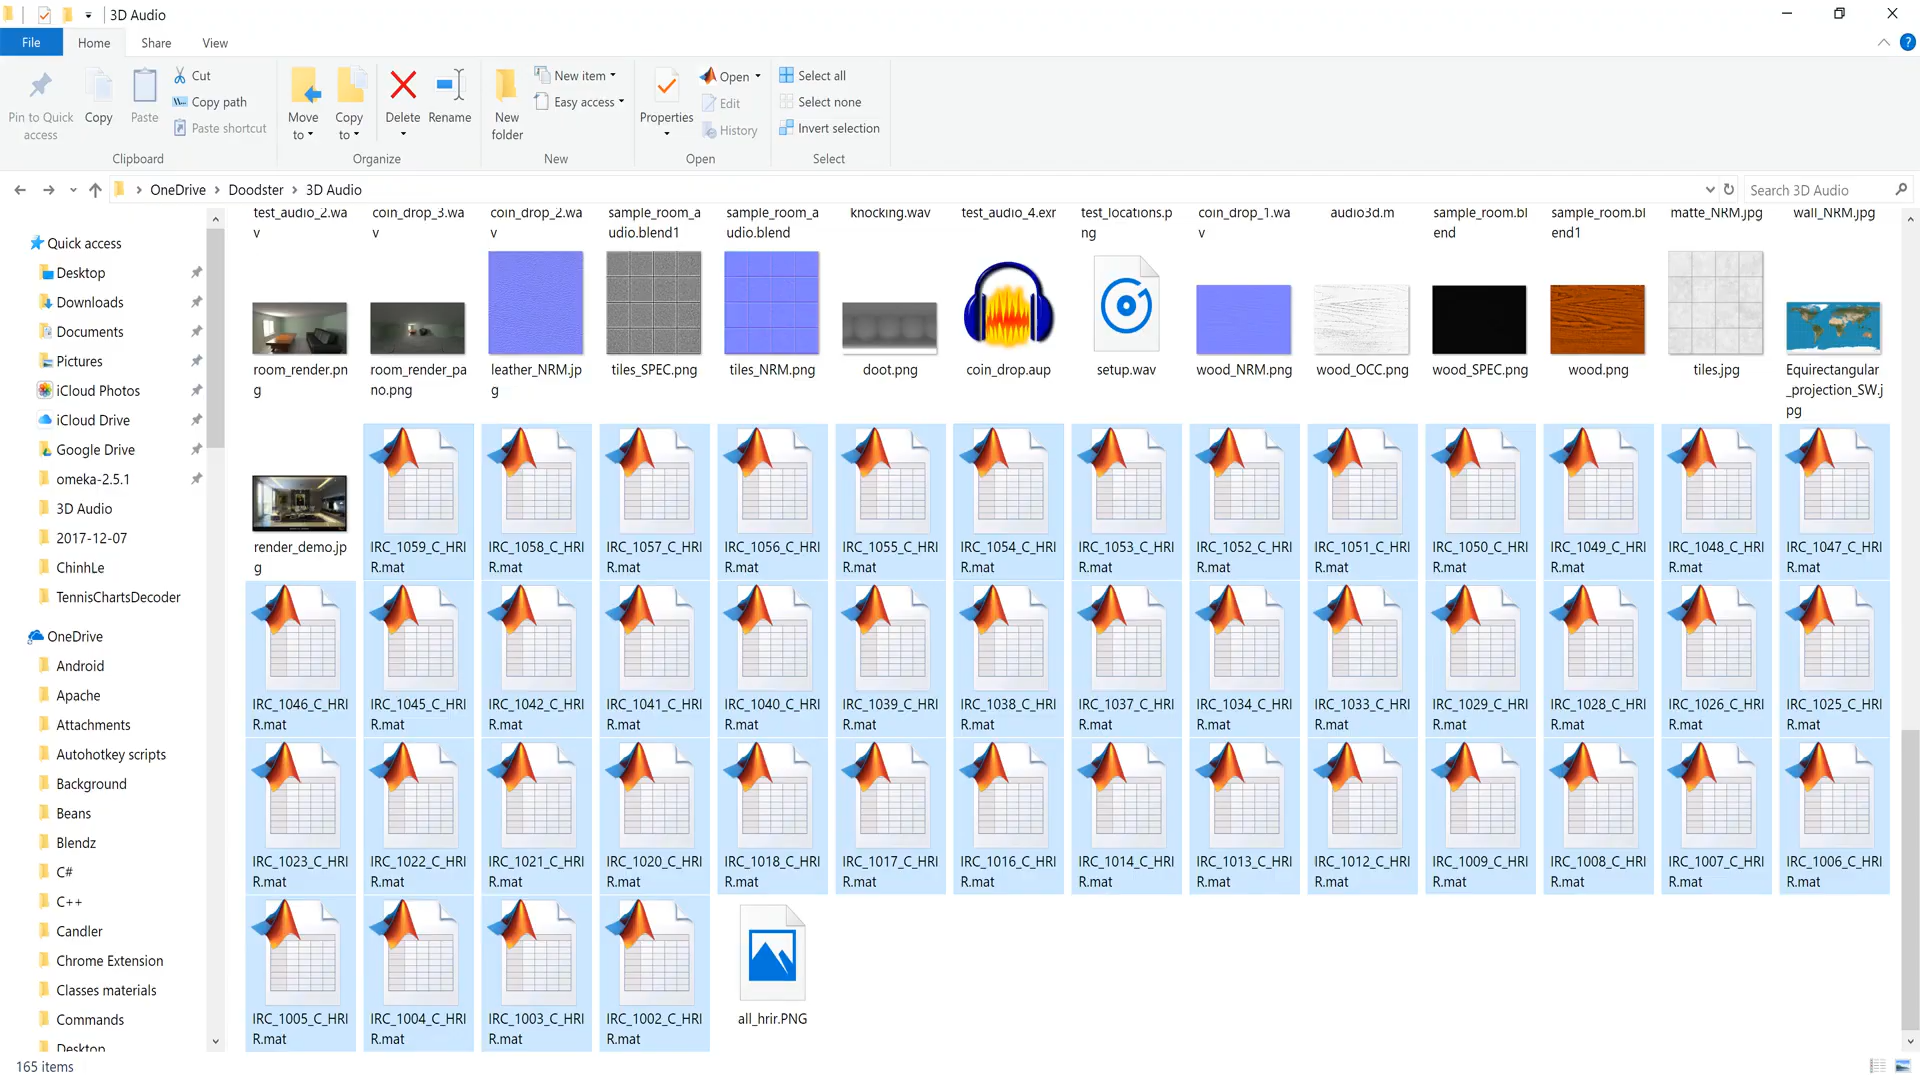 3D Audio
File
Home
Share
View
Pin to Quick
access
Copy
Paste
Cut
Copy path
Paste shortcut
Clipboard
Move
to
Copy
to
Delete
Rename
Organize
New
folder
New item
Easy access
New
Properties
Open
Edit
History
Open
Select all
Select none
Invert selection
Select
OneDrive
Doodster
3D Audio
Search 3D Audio
Quick access
Desktop
Downloads
Documents
Pictures
iCloud Photos
iCloud Drive
Google Drive
omeka-2.5.1
3D Audio
2017-12-07
ChinhLe
TennisChartsDecoder
OneDrive
Android
Apache
Attachments
Autohotkey scripts
Background
Beans
Blendz
C#
C++
Candler
Chrome Extension
Classes materials
Commands
Desktop
test_audio_2.wa
v
coin_drop_3.wa
v
coin_drop_2.wa
v
sample_room_a
udio.blend1
sample_room_a
udio.blend
knocking.wav
test_audio_4.exr
test_locations.p
ng
coin_drop_1.wa
v
audio3d.m
sample_room.bl
end
sample_room.bl
end1
matte_NRM.jpg
wall_NRM.jpg
room_render.pn
g
room_render_pa
no.png
leather_NRM.jp
g
tiles_SPEC.png
tiles_NRM.png
doot.png
coin_drop.aup
setup.wav
wood_NRM.png
wood_OCC.png
wood_SPEC.png
wood.png
tiles.jpg
Equirectangular
_projection_SW.j
pg
render_demo.jp
g
IRC_1059_C_HRI
R.mat
IRC_1058_C_HRI
R.mat
IRC_1057_C_HRI
R.mat
IRC_1056_C_HRI
R.mat
IRC_1055_C_HRI
R.mat
IRC_1054_C_HRI
R.mat
IRC_1053_C_HRI
R.mat
IRC_1052_C_HRI
R.mat
IRC_1051_C_HRI
R.mat
IRC_1050_C_HRI
R.mat
IRC_1049_C_HRI
R.mat
IRC_1048_C_HRI
R.mat
IRC_1047_C_HRI
R.mat
IRC_1046_C_HRI
R.mat
IRC_1045_C_HRI
R.mat
IRC_1042_C_HRI
R.mat
IRC_1041_C_HRI
R.mat
IRC_1040_C_HRI
R.mat
IRC_1039_C_HRI
R.mat
IRC_1038_C_HRI
R.mat
IRC_1037_C_HRI
R.mat
IRC_1034_C_HRI
R.mat
IRC_1033_C_HRI
R.mat
IRC_1029_C_HRI
R.mat
IRC_1028_C_HRI
R.mat
IRC_1026_C_HRI
R.mat
IRC_1025_C_HRI
R.mat
IRC_1023_C_HRI
R.mat
IRC_1022_C_HRI
R.mat
IRC_1021_C_HRI
R.mat
IRC_1020_C_HRI
R.mat
IRC_1018_C_HRI
R.mat
IRC_1017_C_HRI
R.mat
IRC_1016_C_HRI
R.mat
IRC_1014_C_HRI
R.mat
IRC_1013_C_HRI
R.mat
IRC_1012_C_HRI
R.mat
IRC_1009_C_HRI
R.mat
IRC_1008_C_HRI
R.mat
IRC_1007_C_HRI
R.mat
IRC_1006_C_HRI
R.mat
IRC_1005_C_HRI
R.mat
IRC_1004_C_HRI
R.mat
IRC_1003_C_HRI
R.mat
IRC_1002_C_HRI
R.mat
all_hrir.PNG
165 items